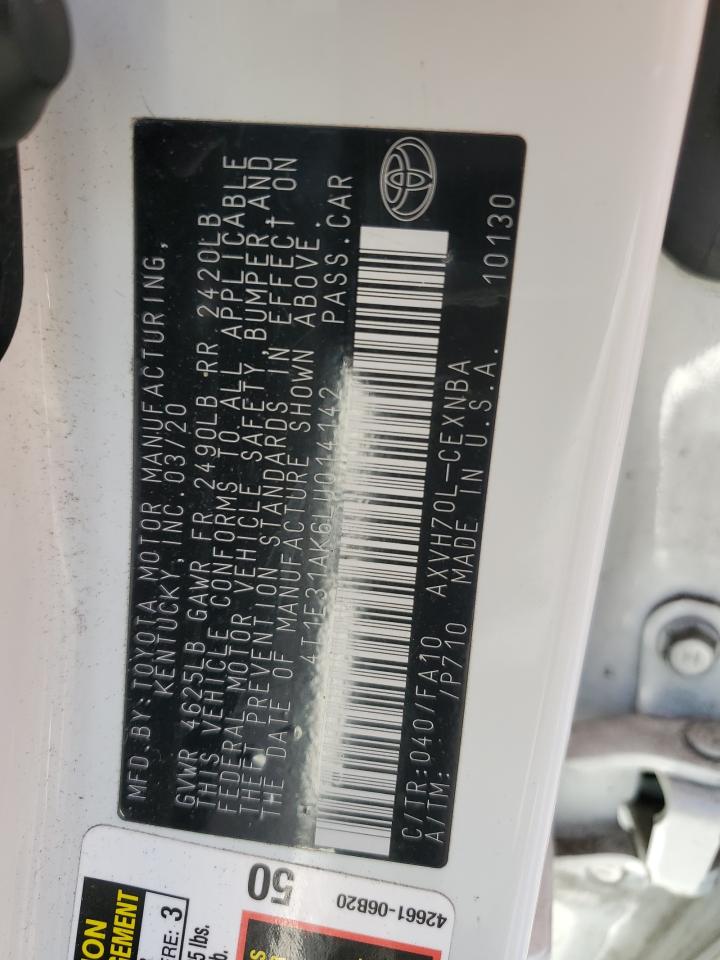 MFD.BY:TOYOTA MOTOR MANUFACTURING,
KENTUCKY,INC.03/20
GVWR 4625LB GAWR FR 2490LB RR 2420LB
THIS VEHICLE CONFORMS TO ALL APPLICABLE
FEDERAL MOTOR VEHICLE SAFETY, BUMPER,AND
THEFT PREVENTION STANDARDS IN EFFECT ON
THE DATE OF MANUFACTURE SHOWN ABOVE.
4T1E31AK6LU014142 PASS.CAR
C/TR:040/FA10 AXVH70L-CEXNBA
A/TM: /P710 MADE IN U.S.A. 10130
50
42661-06B20
3